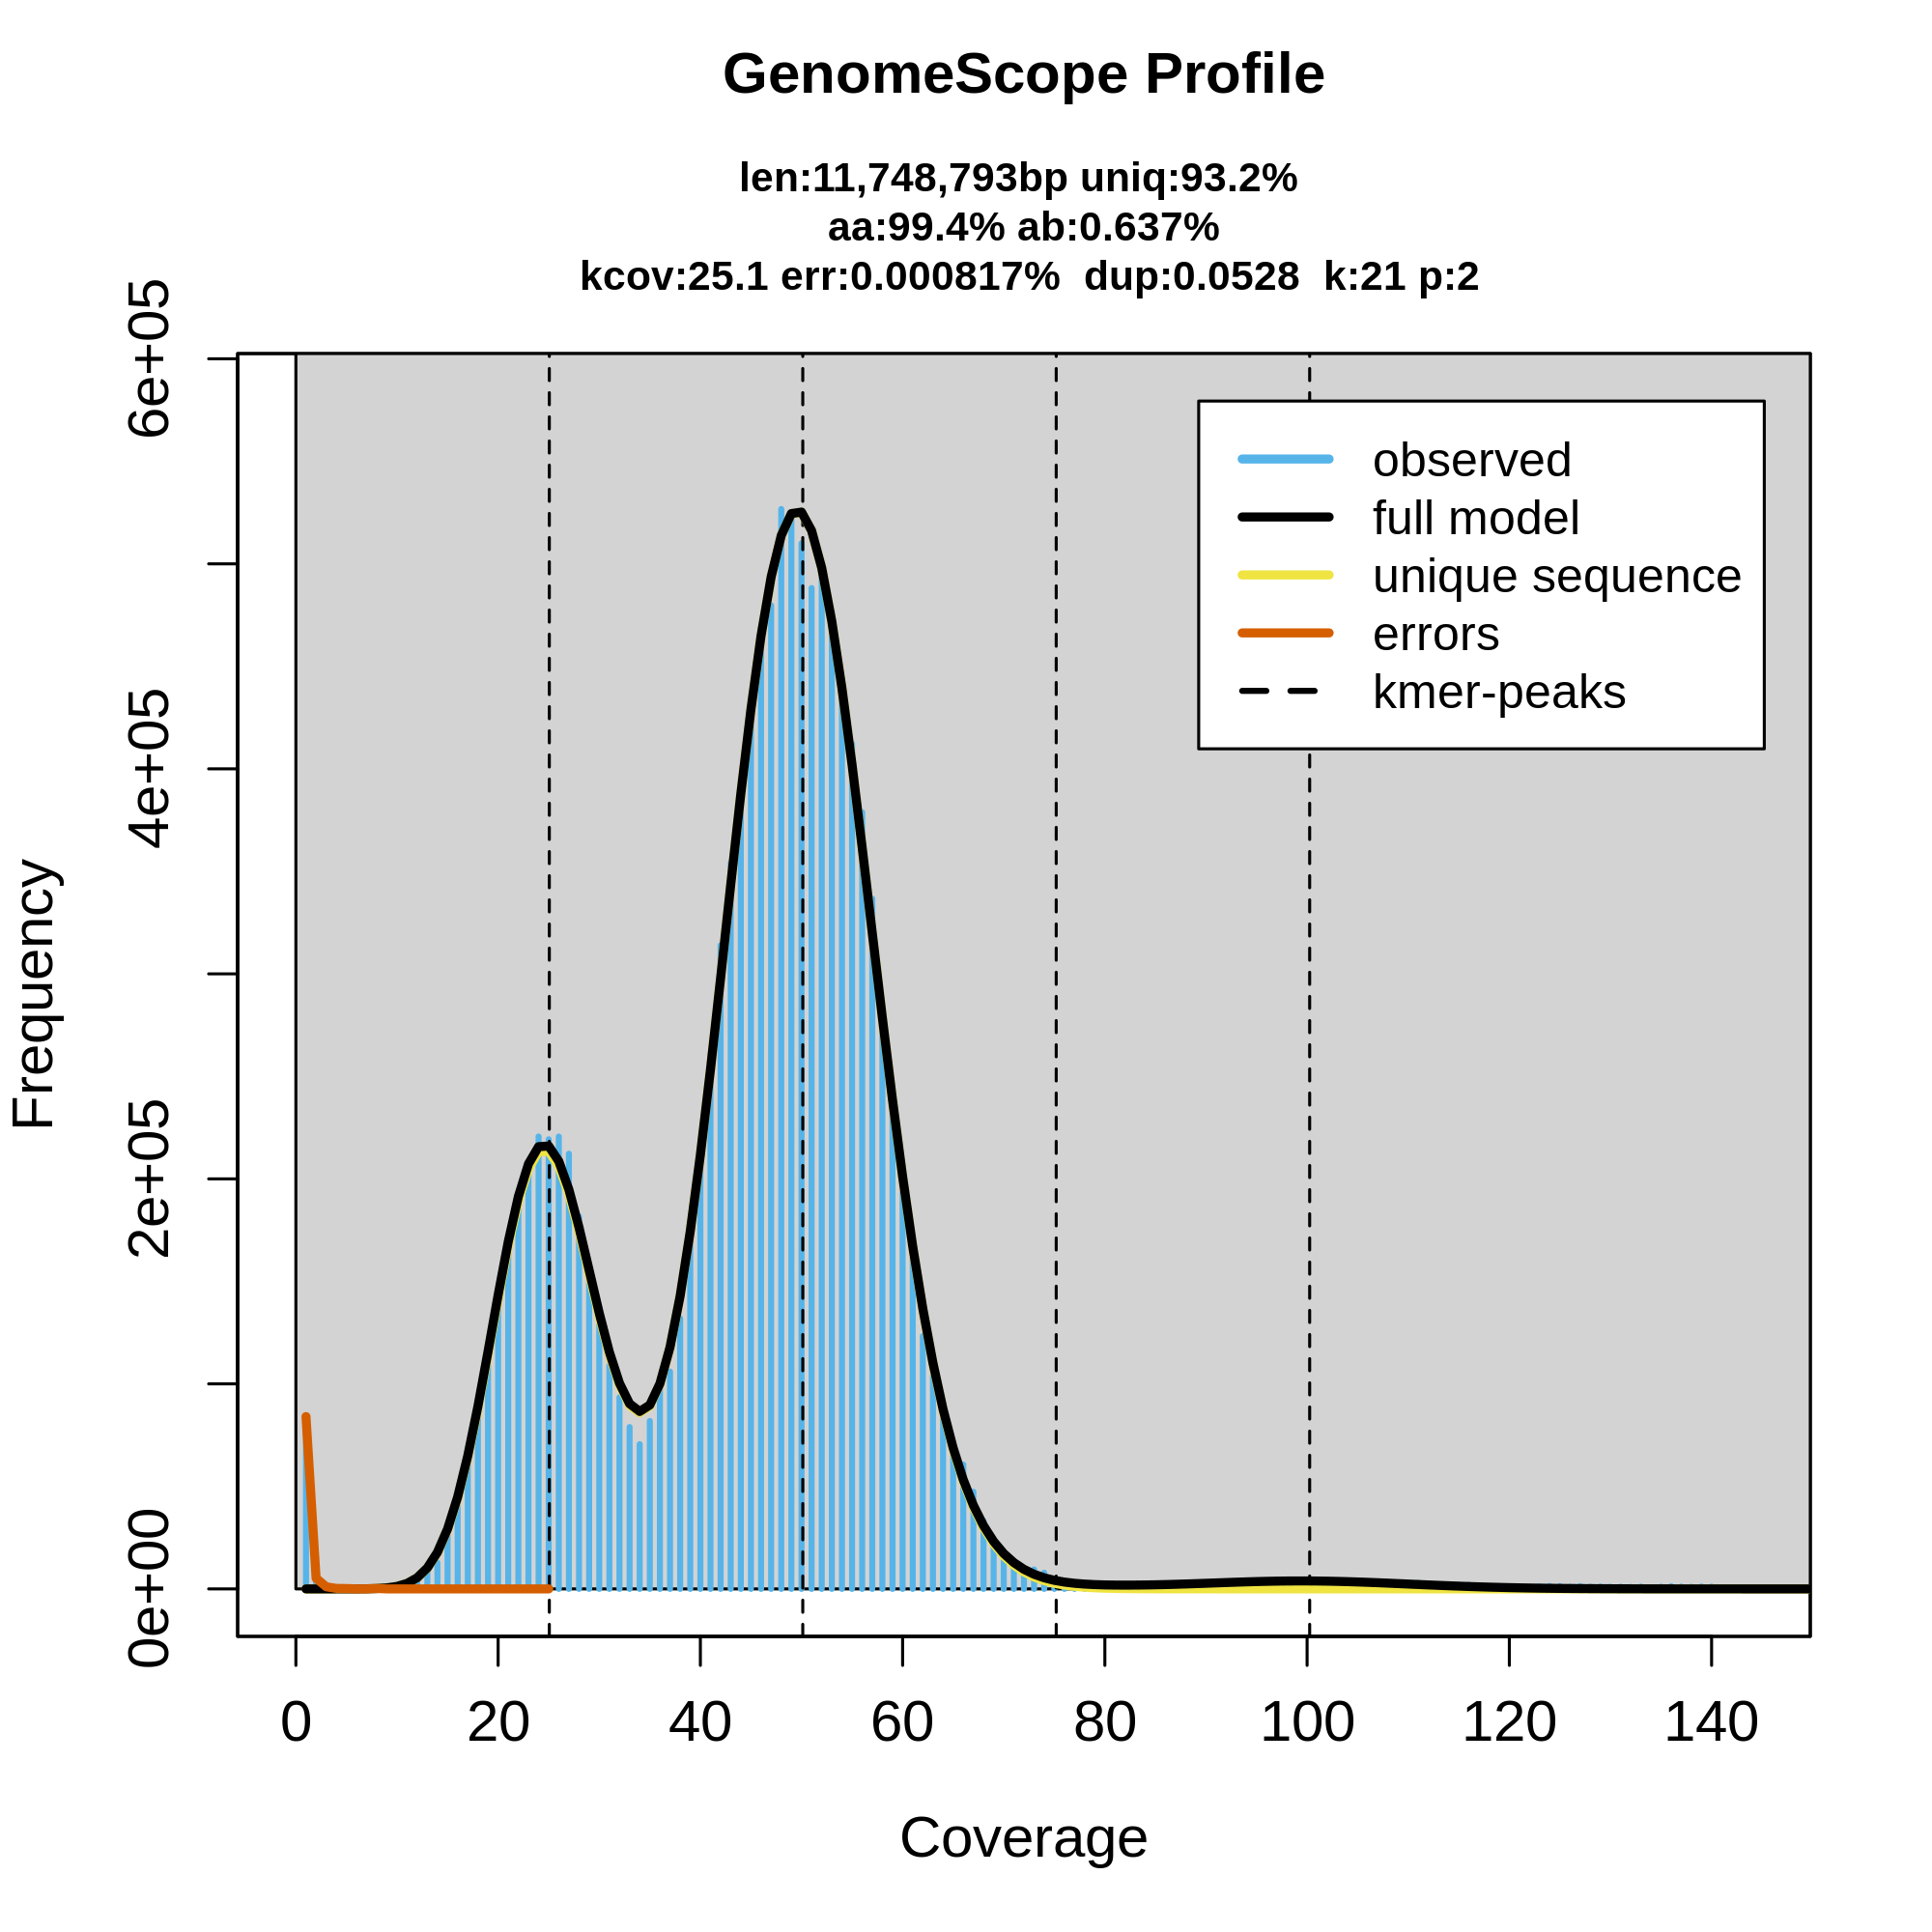 GenomeScope Profile
len:11,748,793bp uniq:93.2%
aa:99.4% ab:0.637%
kcov:25.1 err:0.000817%  dup:0.0528  k:21 p:2
6e+05
4e+05
2e+05
0e+00
Frequency
observed
full model
unique sequence
errors
kmer-peaks
0 20 40 60 80 100 120 140
Coverage